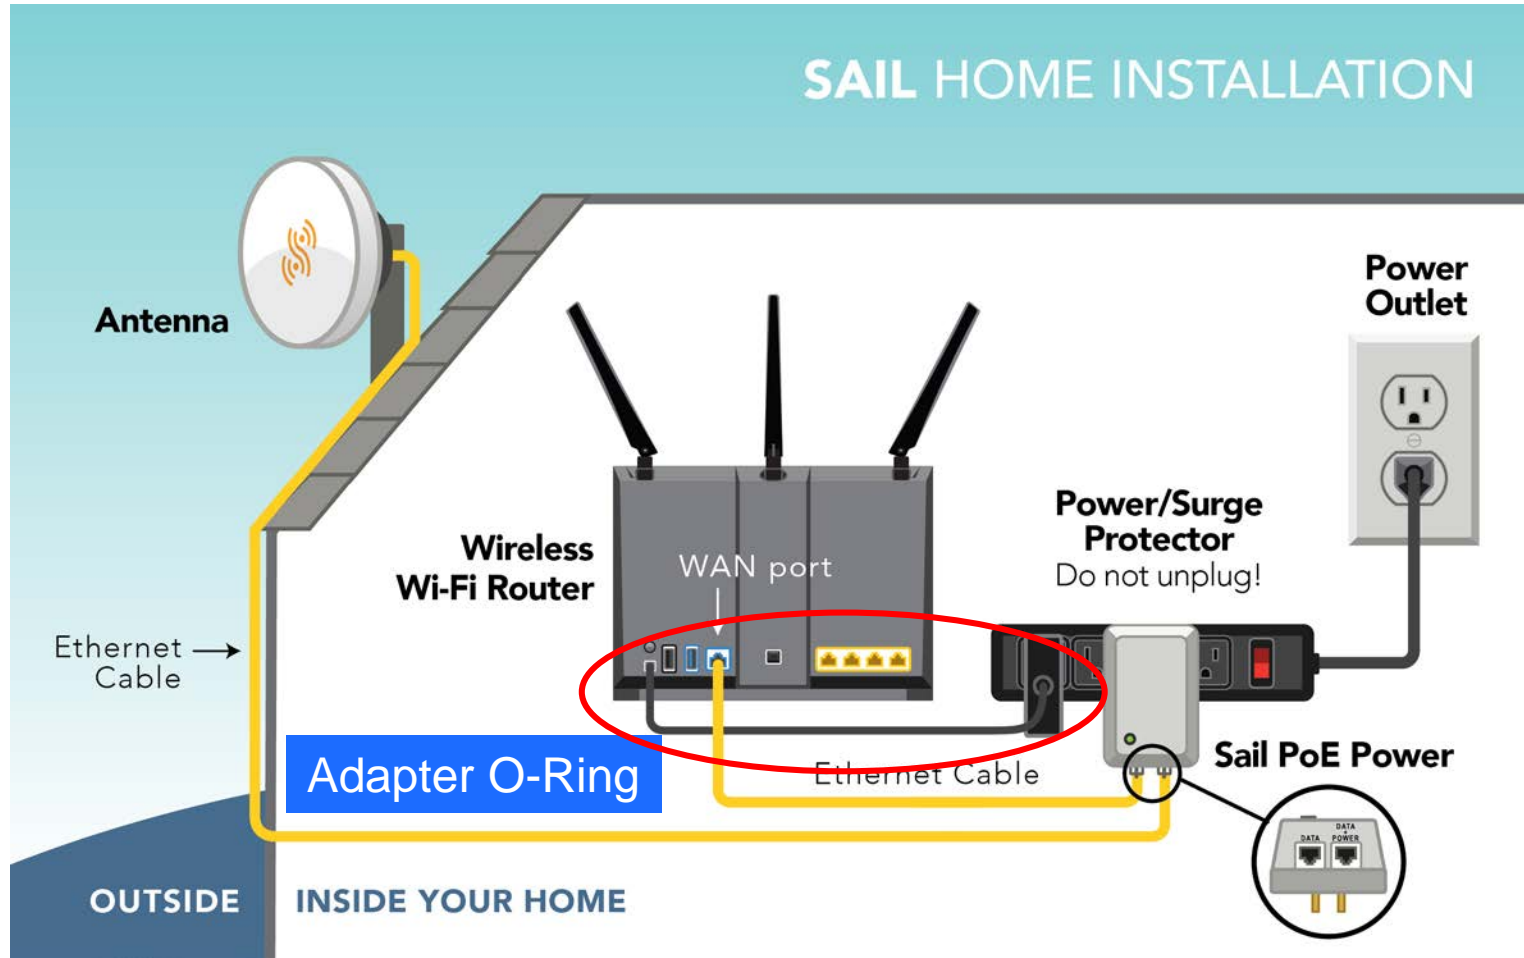 SAIL HOME INSTALLATION
Antenna
Power
Outlet
Power/Surge
Protector
Do not unplug!
Wireless
Wi-Fi Router
WAN port
Ethernet
Cable
Adapter O-Ring
Ethernet Cable
Sail PoE Power
DATA
DATA
+
POWER
OUTSIDE
INSIDE YOUR HOME